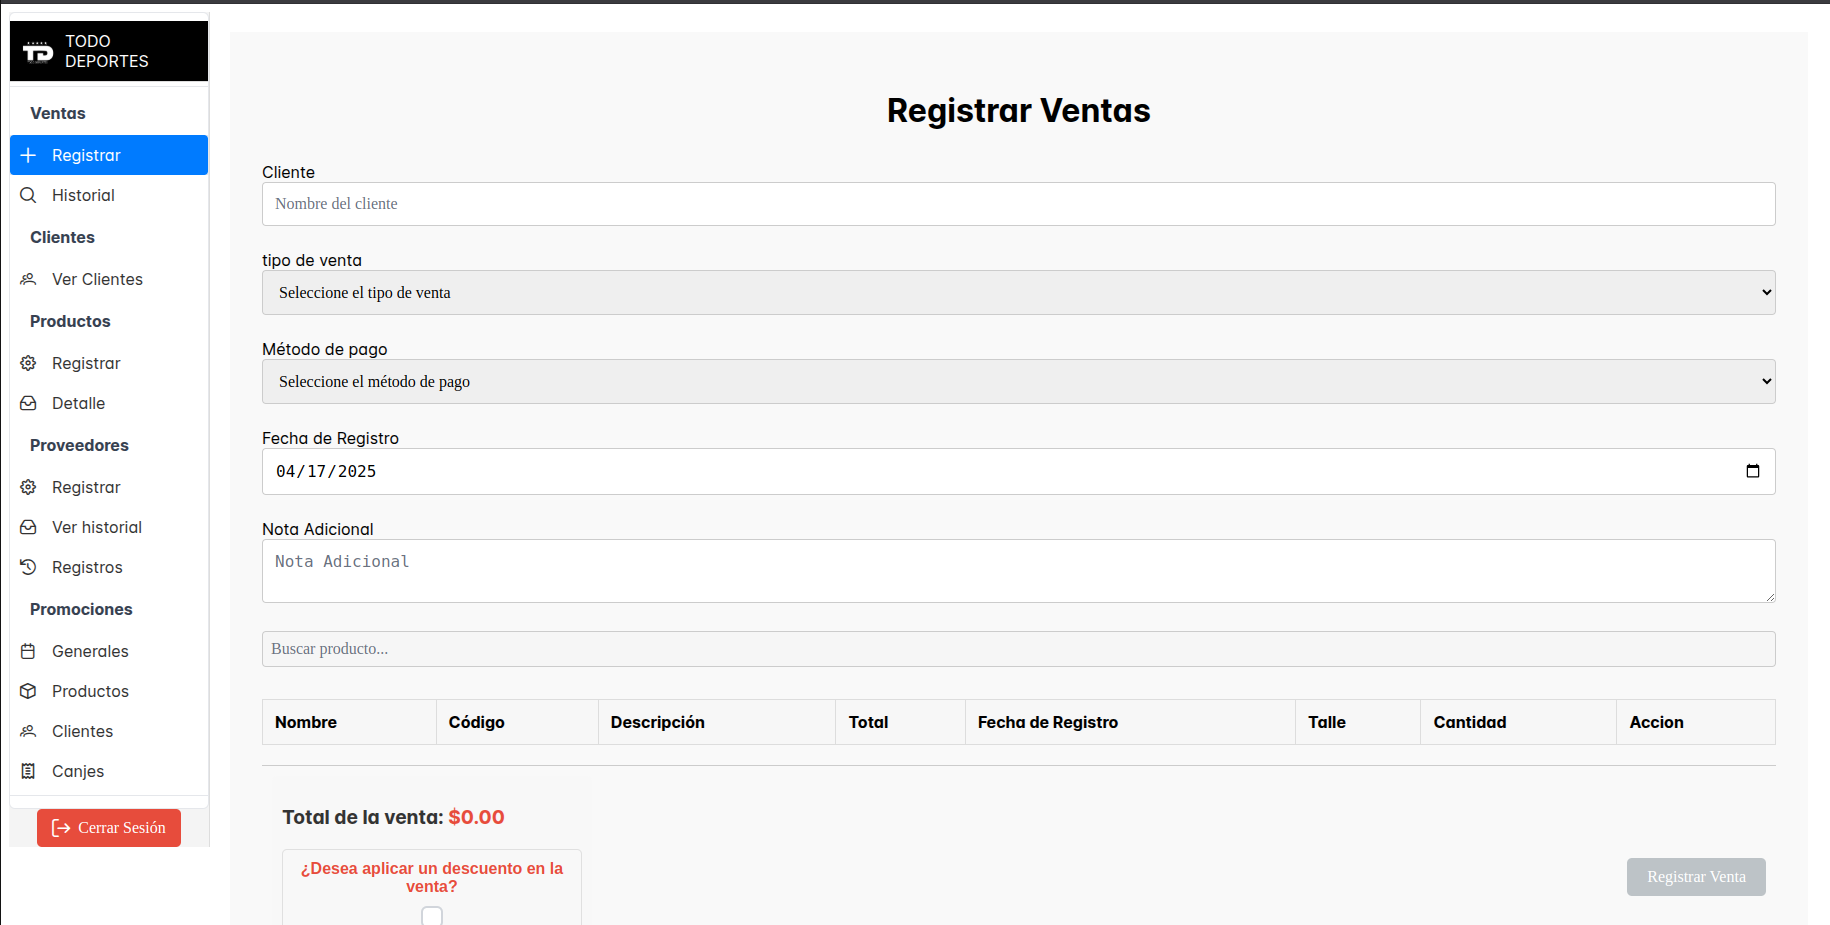 TODO
DEPORTES
Ventas
Registrar
Historial
Clientes
Ver Clientes
Productos
Registrar
Detalle
Proveedores
Registrar
Ver historial
Registros
Promociones
Generales
Productos
Clientes
Canjes
Cerrar Sesión
Registrar Ventas
Cliente
Nombre del cliente
tipo de venta
Seleccione el tipo de venta
Método de pago
Seleccione el método de pago
Fecha de Registro
04/17/2025
Nota Adicional
Nota Adicional
Buscar producto...
Nombre Código Descripción Total Fecha de Registro Talle Cantidad Accion
Total de la venta: $0.00
¿Desea aplicar un descuento en la
venta?
Registrar Venta